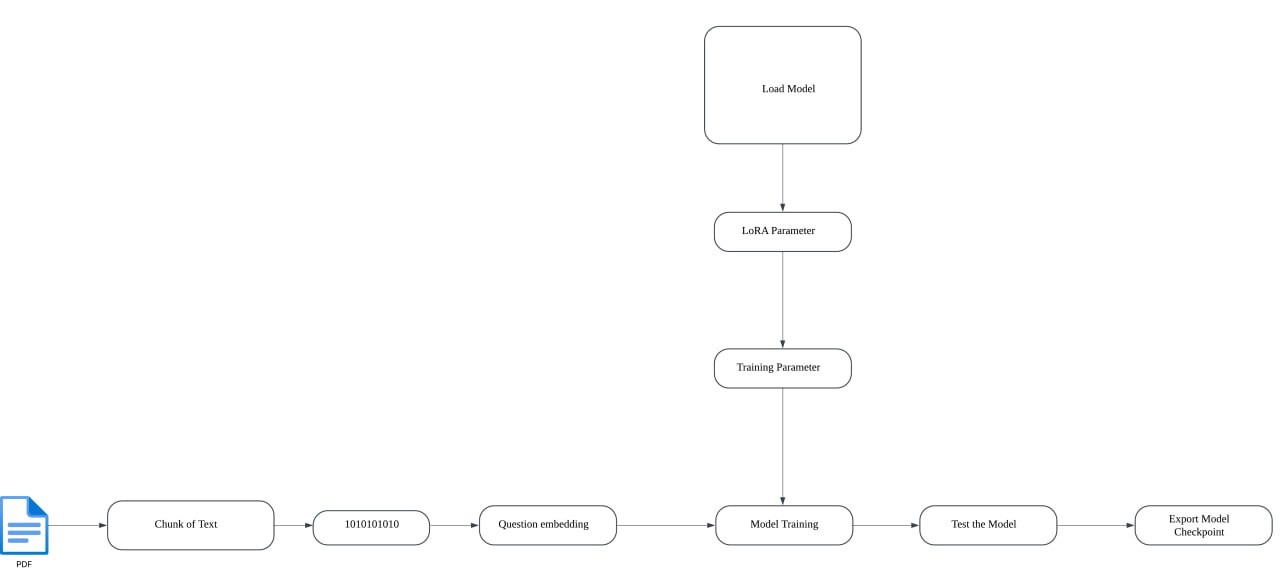 Load Model
LoRA Parameter
Training Parameter
Chunk of Text
1010101010
Question embedding
Model Training
Test the Model
Export Model
Checkpoint
PDF